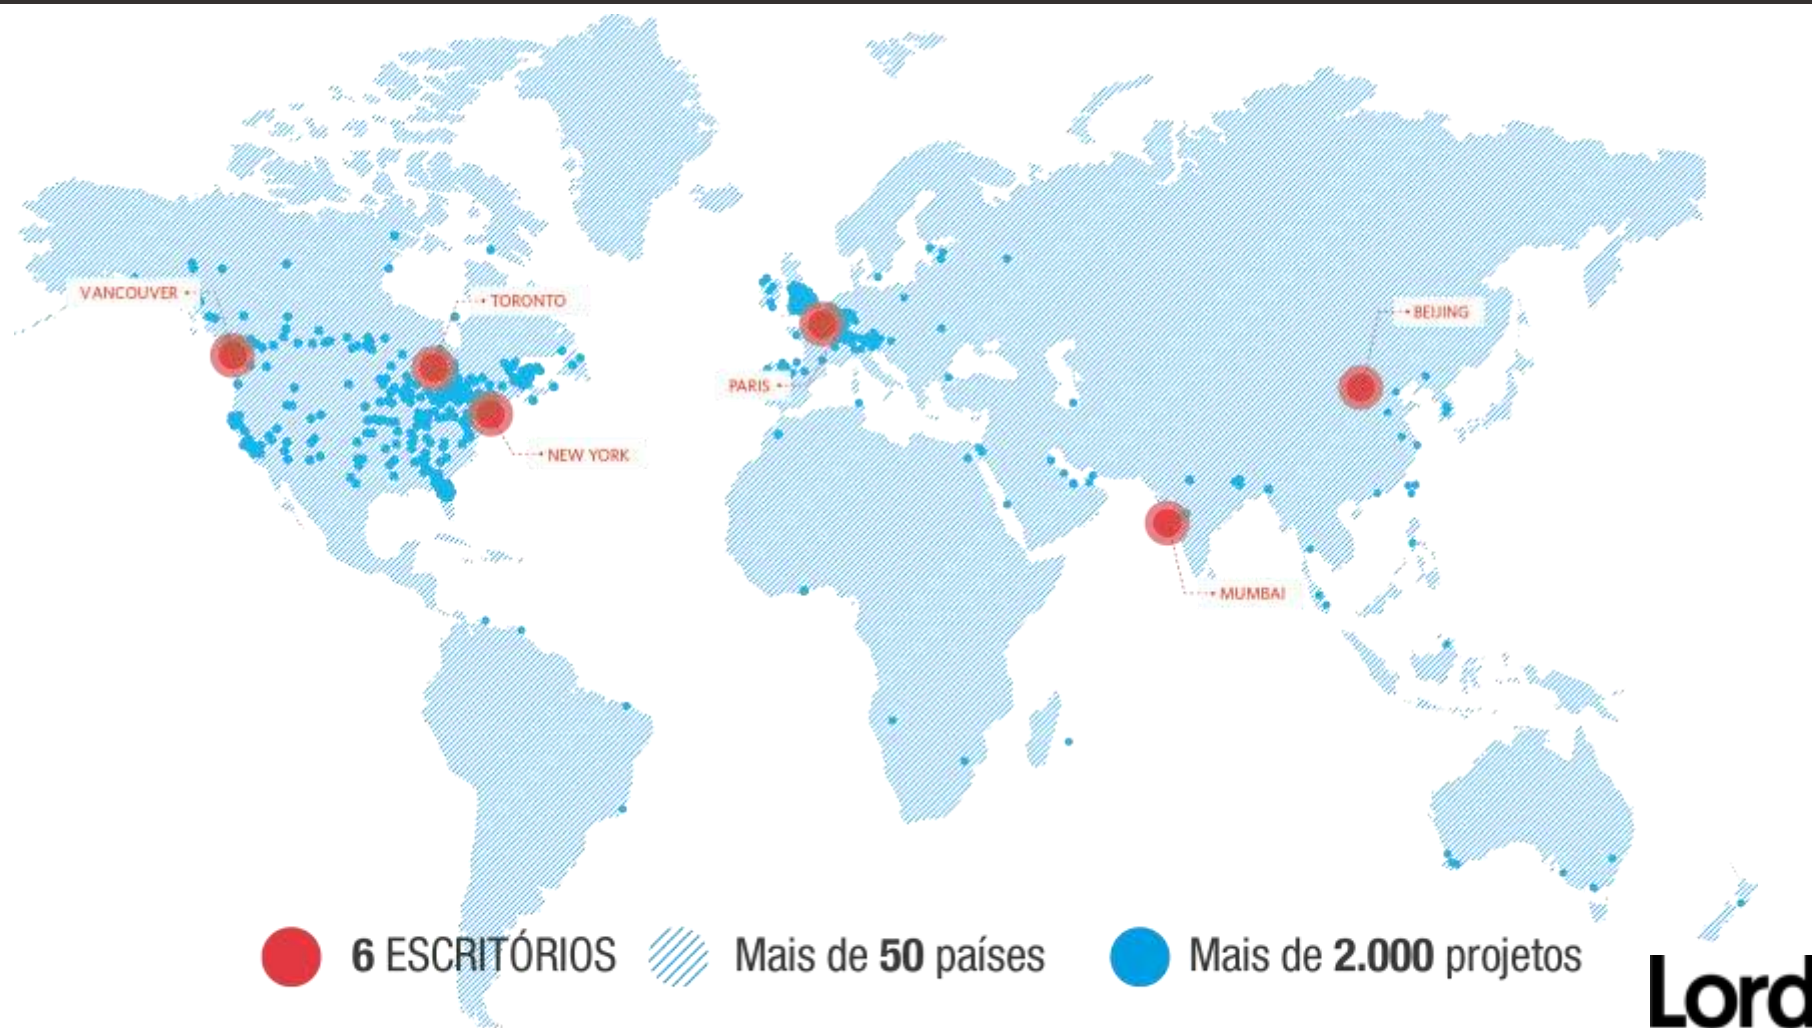 VANCOUVER
TORONTO
BEIJING
PARIS
NEW YORK
MUMBAI
6 ESCRITÓRIOS
Mais de 50 países
Mais de 2.000 projetos
Lord